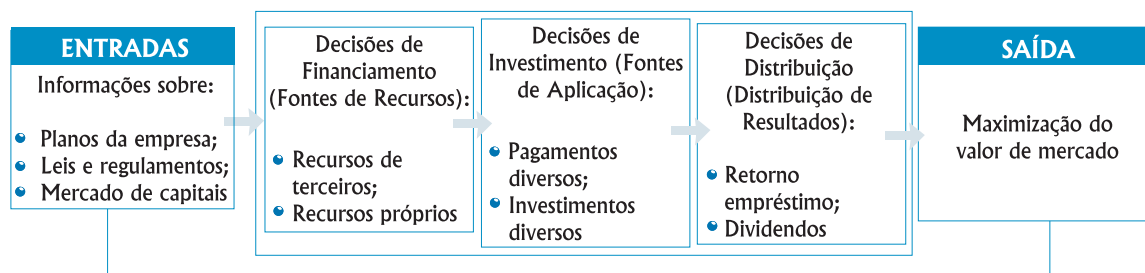 ENTRADAS
Informações sobre:
Planos da empresa;
Leis e regulamentos;
Mercado de capitais
Decisões de
Financiamento
(Fontes de Recursos):
Recursos de
terceiros;
Recursos próprios
Decisões de
Investimento (Fontes
de Aplicação):
Pagamentos
diversos;
Investimentos
diversos
Decisões de
Distribuição
(Distribuição de
Resultados):
Retorno
empréstimo;
Dividendos
SAÍDA
Maximização do
valor de mercado